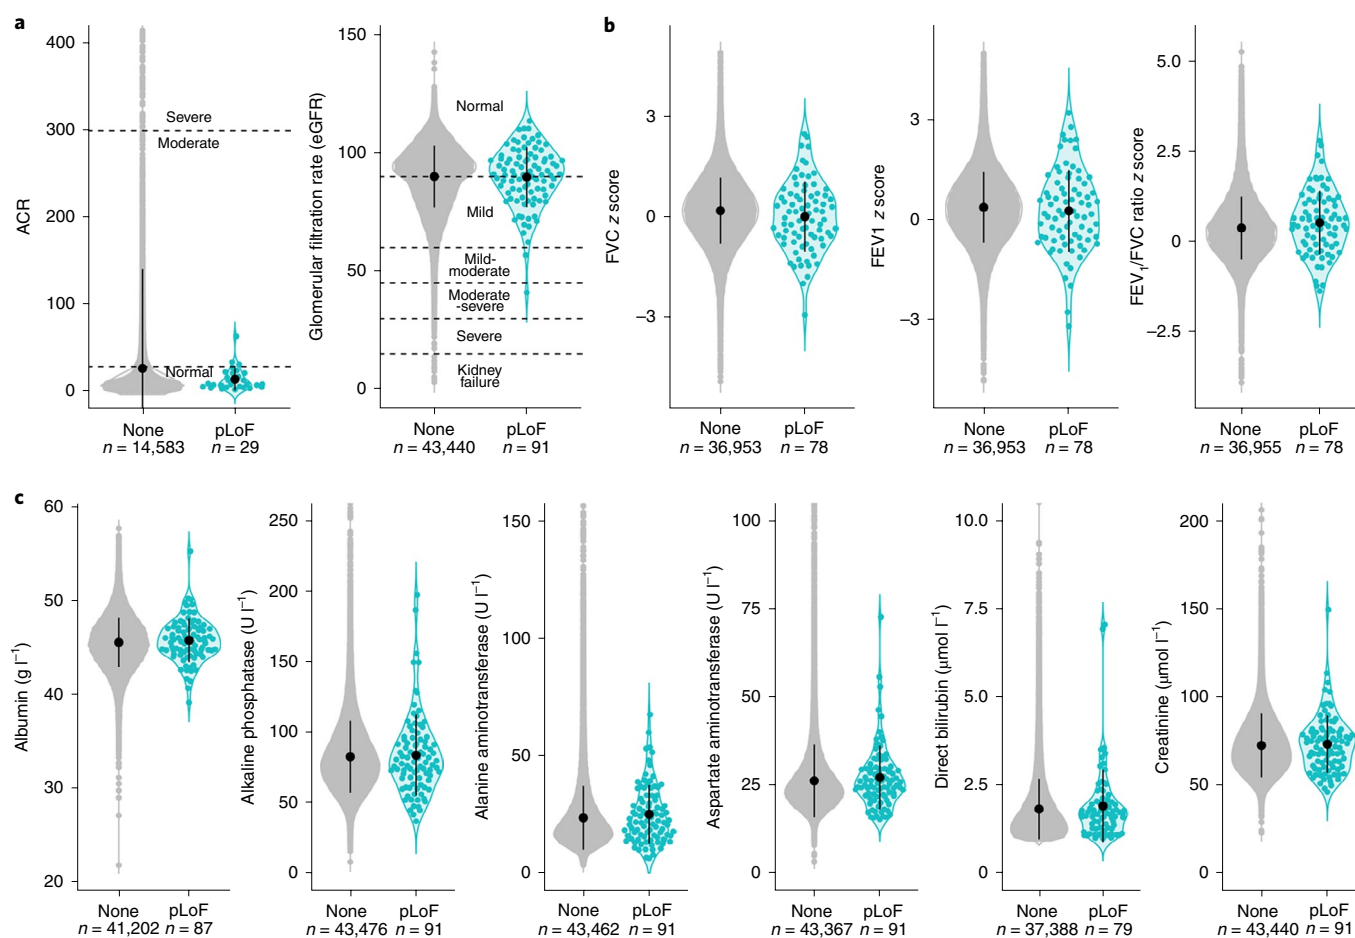 a
ACR
400
300
200
100
0
Severe
Moderate
Normal
None
n = 14,583
pLoF
n = 29
Glomerular filtration rate (eGFR)
150
100
50
0
Normal
Mild
Mild-
moderate
Moderate
-severe
Severe
Kidney
failure
None
n = 43,440
pLoF
n = 91
b
FVC z score
3
0
−3
None
n = 36,953
pLoF
n = 78
FEV1 z score
3
0
−3
None
n = 36,953
pLoF
n = 78
FEV₁/FVC ratio z score
5.0
2.5
0
−2.5
None
n = 36,955
pLoF
n = 78
c
Albumin (g l⁻¹)
60
50
40
30
20
None
n = 41,202
pLoF
n = 87
Alkaline phosphatase (U l⁻¹)
250
200
150
100
50
0
None
n = 43,476
pLoF
n = 91
Alanine aminotransferase (U l⁻¹)
150
100
50
0
None
n = 43,462
pLoF
n = 91
Aspartate aminotransferase (U l⁻¹)
100
75
50
25
0
None
n = 43,367
pLoF
n = 91
Direct bilirubin (μmol l⁻¹)
10.0
7.5
5.0
2.5
0
None
n = 37,388
pLoF
n = 79
Creatinine (μmol l⁻¹)
200
150
100
50
0
None
n = 43,440
pLoF
n = 91